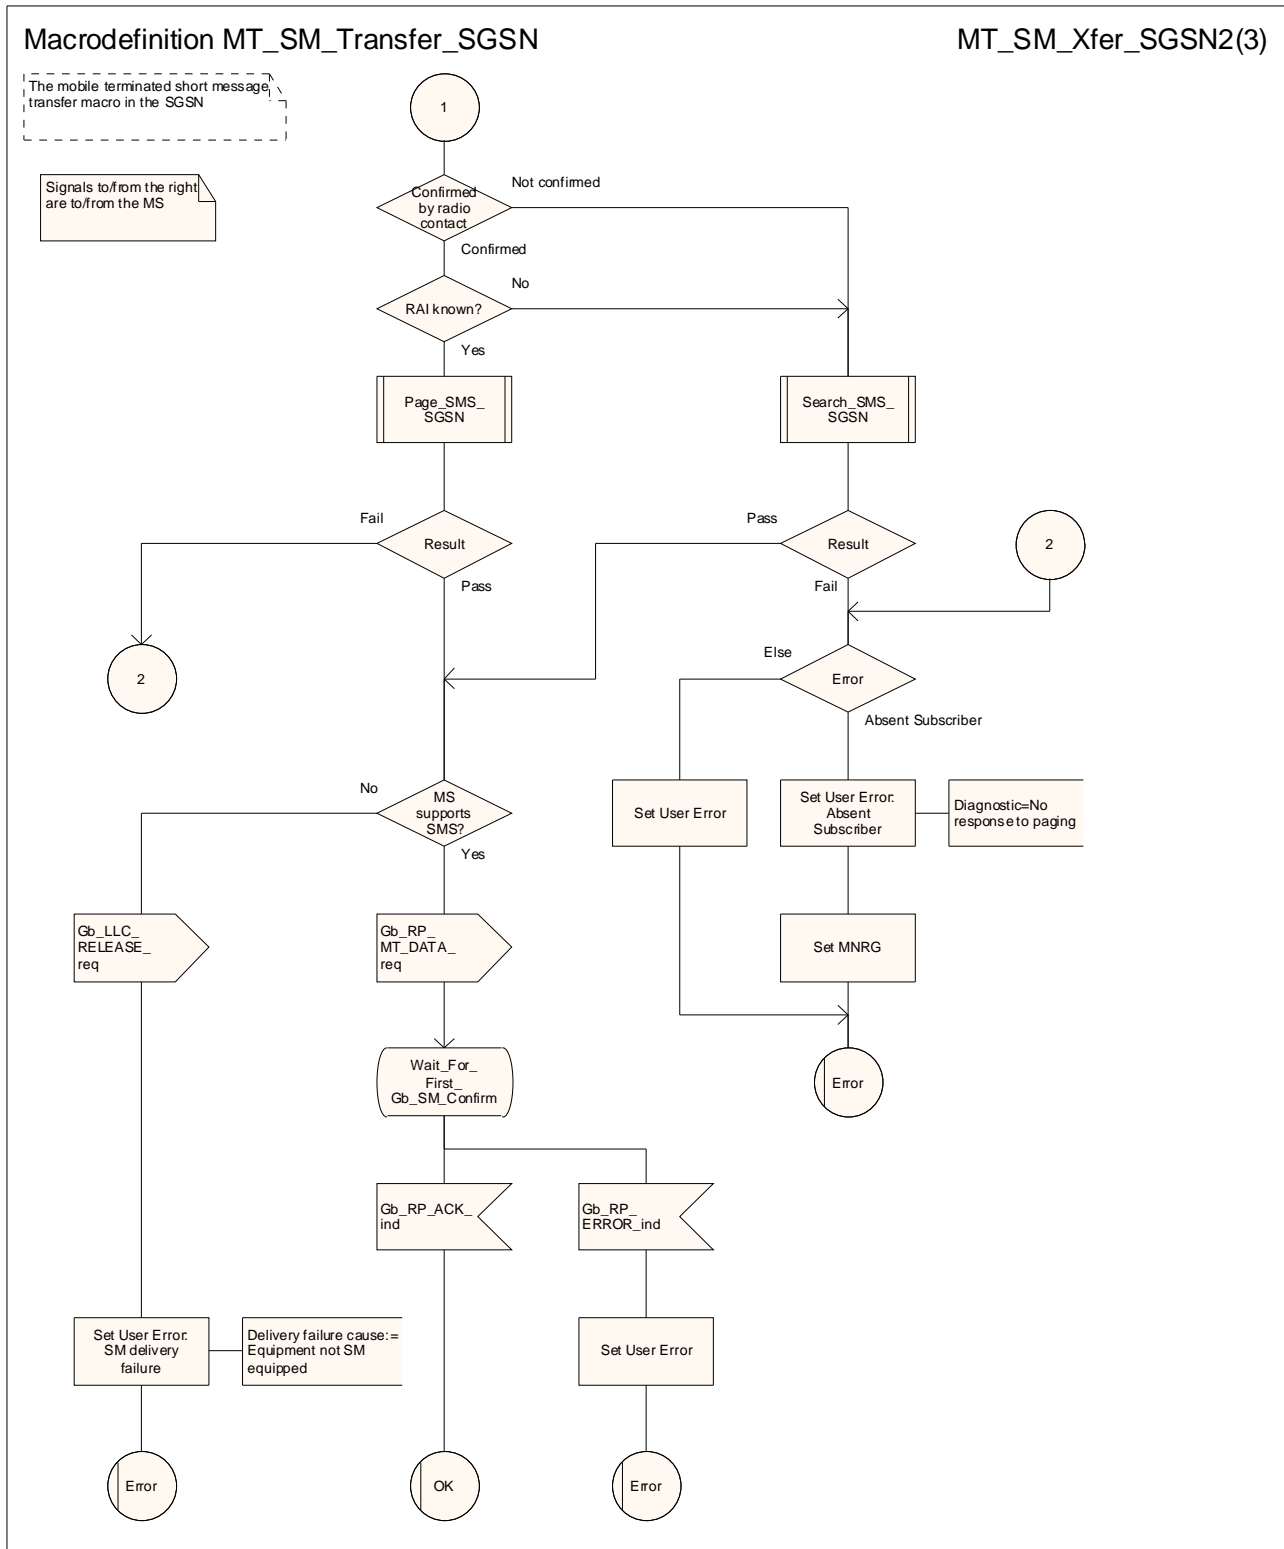 Macrodefinition MT_SM_Transfer_SGSN
MT_SM_Xfer_SGSN2(3)
The mobile terminated short message
transfer macro in the SGSN
1
Signals to/from the right
are to/from the MS
Not confirmed
Confirmed
by radio
contact
Confirmed
No
RAI known?
Yes
Page_SMS_
SGSN
Search_SMS_
SGSN
Fail
Result
Pass
Pass
Result
Fail
2
2
Else
Error
Absent Subscriber
No
MS
supports
SMS?
Yes
Set User Error
Set User Error:
Absent
Subscriber
Diagnostic=No
response to paging
Gb_LLC_
RELEASE_
req
Gb_RP_
MT_DATA_
req
Set MNRG
Wait_For_
First_
Gb_SM_Confirm
Error
Gb_RP_ACK_
ind
Gb_RP_
ERROR_ind
Set User Error:
SM delivery
failure
Delivery failure cause:=
Equipment not SM
equipped
Set User Error
Error
OK
Error